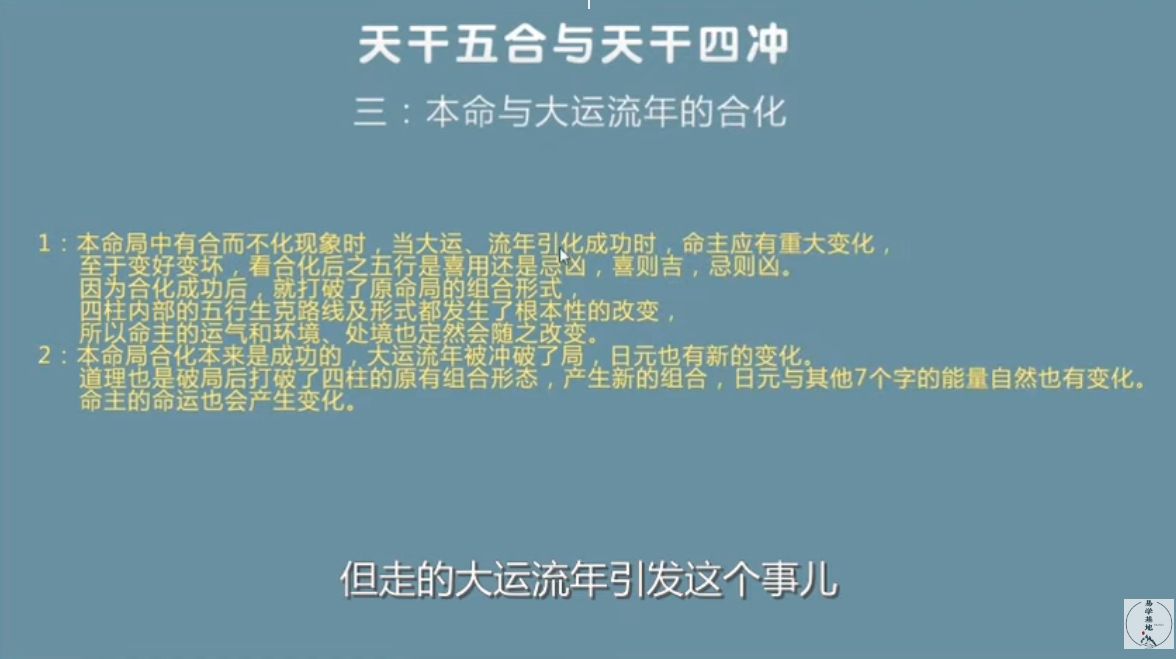 天干五合与天干四冲
三：本命与大运流年的合化
1：本命局中有合而不化现象时，当大运、流年引化成功时，命主应有重大变化，
至于变好变坏，看合化后之五行是喜用还是忌凶，喜则吉，忌则凶。
因为合化成功后，就打破了原命局的组合形式，
四柱内部的五行生克路线及形式都发生了根本性的改变，
所以命主的运气和环境、处境也定然会随之改变。
2：本命局合化本来是成功的，大运流年被冲破了局，日元也有新的变化。
道理也是破局后打破了四柱的原有组合形态，产生新的组合，日元与其他7个字的能量自然也有变化。
命主的命运也会产生变化。
但走的大运流年引发这个事儿
易学基地